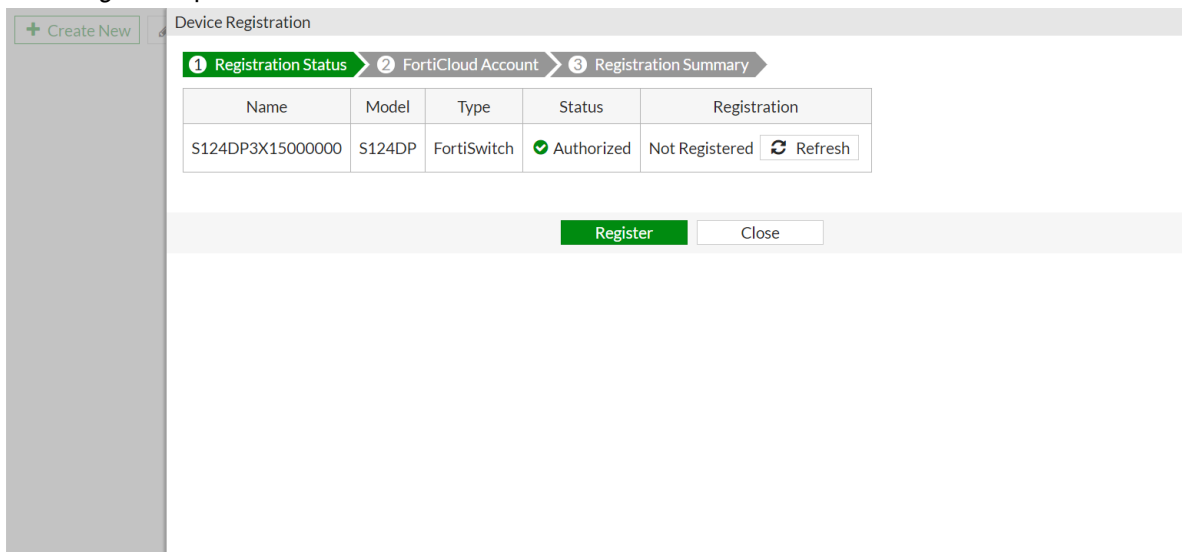 + Create New
Device Registration
1 Registration Status 2 FortiCloud Account 3 Registration Summary
Name Model Type Status Registration
S124DP3X15000000 S124DP FortiSwitch Authorized Not Registered Refresh
Register Close